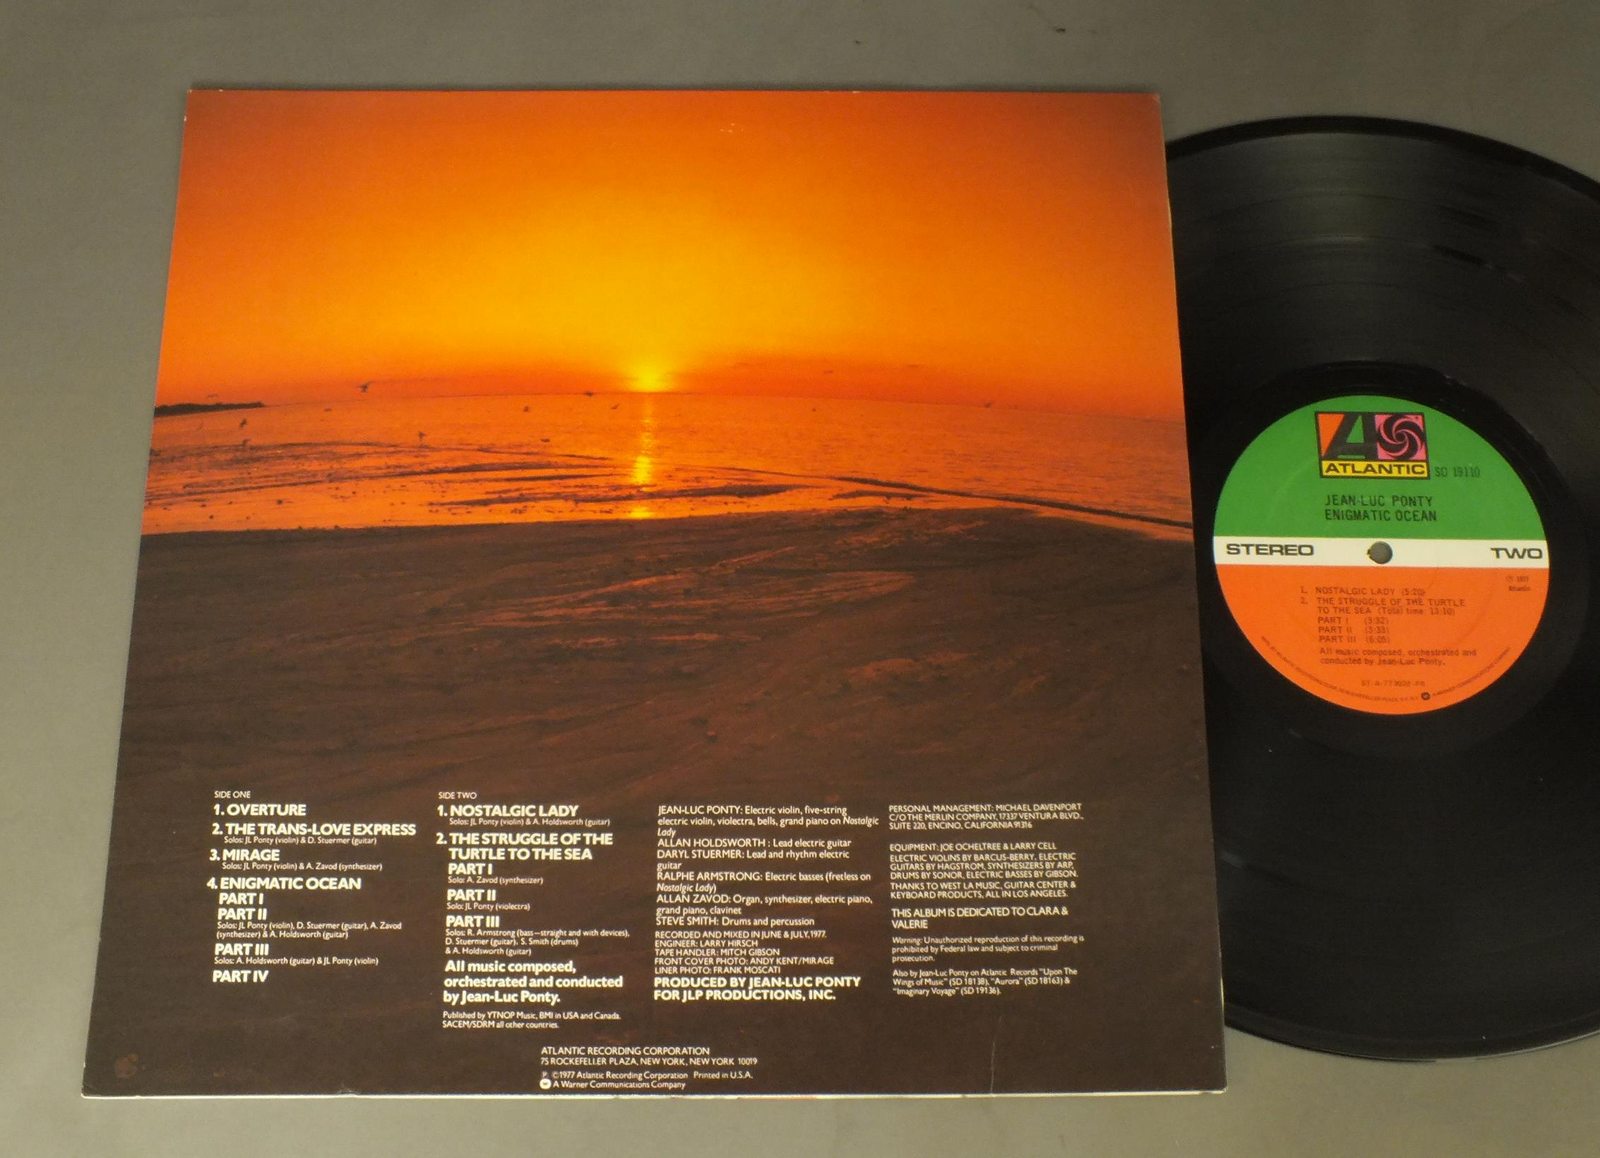 SIDE ONE
1. OVERTURE
2. THE TRANS-LOVE EXPRESS
Solos: JL Ponty (violin) & D. Stuermer (guitar)
3. MIRAGE
Solos: JL Ponty (violin) & A. Zavod (synthesizer)
4. ENIGMATIC OCEAN
PART I
PART II
Solos: JL Ponty (violin), D. Stuermer (guitar), A. Zavod
(synthesizer) & A. Holdsworth (guitar)
PART III
Solos: A. Holdsworth (guitar) & JL Ponty (violin)
PART IV
SIDE TWO
1. NOSTALGIC LADY
Solos: JL Ponty (violin) & A. Holdsworth (guitar)
2. THE STRUGGLE OF THE
TURTLE TO THE SEA
PART I
Solo: A. Zavod (synthesizer)
PART II
Solo: JL Ponty (violectra)
PART III
Solos: R. Armstrong (bass—straight and with devices),
D. Stuermer (guitar), S. Smith (drums)
& A. Holdsworth (guitar)
All music composed,
orchestrated and conducted
by Jean-Luc Ponty.
Published by YTNOP Music, BMI in USA and Canada.
SACEM/SDRM all other countries.
JEAN-LUC PONTY: Electric violin, five-string
electric violin, violectra, bells, grand piano on Nostalgic
Lady
ALLAN HOLDSWORTH : Lead electric guitar
DARYL STUERMER: Lead and rhythm electric
guitar
RALPHE ARMSTRONG: Electric basses (fretless on
Nostalgic Lady)
ALLAN ZAVOD: Organ, synthesizer, electric piano,
grand piano, clavinet
STEVE SMITH: Drums and percussion
RECORDED AND MIXED IN JUNE & JULY, 1977.
ENGINEER: LARRY HIRSCH
TAPE HANDLER: MITCH GIBSON
FRONT COVER PHOTO: ANDY KENT/MIRAGE
LINER PHOTO: FRANK MOSCATI
PRODUCED BY JEAN-LUC PONTY
FOR JLP PRODUCTIONS, INC.
PERSONAL MANAGEMENT: MICHAEL DAVENPORT
C/O THE MERLIN COMPANY, 17337 VENTURA BLVD.,
SUITE 220, ENCINO, CALIFORNIA 91316
EQUIPMENT: JOE OCHELTREE & LARRY CELL
ELECTRIC VIOLINS BY BARCUS-BERRY, ELECTRIC
GUITARS BY HAGSTROM, SYNTHESIZERS BY ARP,
DRUMS BY SONOR, ELECTRIC BASSES BY GIBSON.
THANKS TO WEST LA MUSIC, GUITAR CENTER &
KEYBOARD PRODUCTS, ALL IN LOS ANGELES.
THIS ALBUM IS DEDICATED TO CLARA &
VALERIE
Warning: Unauthorized reproduction of this recording is
prohibited by Federal law and subject to criminal
prosecution.
Also by Jean-Luc Ponty on Atlantic Records "Upon The
Wings of Music" (SD 18138), "Aurora" (SD 18163) &
"Imaginary Voyage" (SD 19136).
ATLANTIC RECORDING CORPORATION
75 ROCKEFELLER PLAZA, NEW YORK, NEW YORK 10019
℗ ©1977 Atlantic Recording Corporation Printed in U.S.A.
A Warner Communications Company
ATLANTIC
SD 19110
JEAN-LUC PONTY
ENIGMATIC OCEAN
STEREO TWO
℗ 1977
Atlantic
1. NOSTALGIC LADY (5:20)
2. THE STRUGGLE OF THE TURTLE
TO THE SEA (Total time 13:10)
PART I (3:32)
PART II (3:33)
PART III (6:05)
All music composed, orchestrated and
conducted by Jean-Luc Ponty.